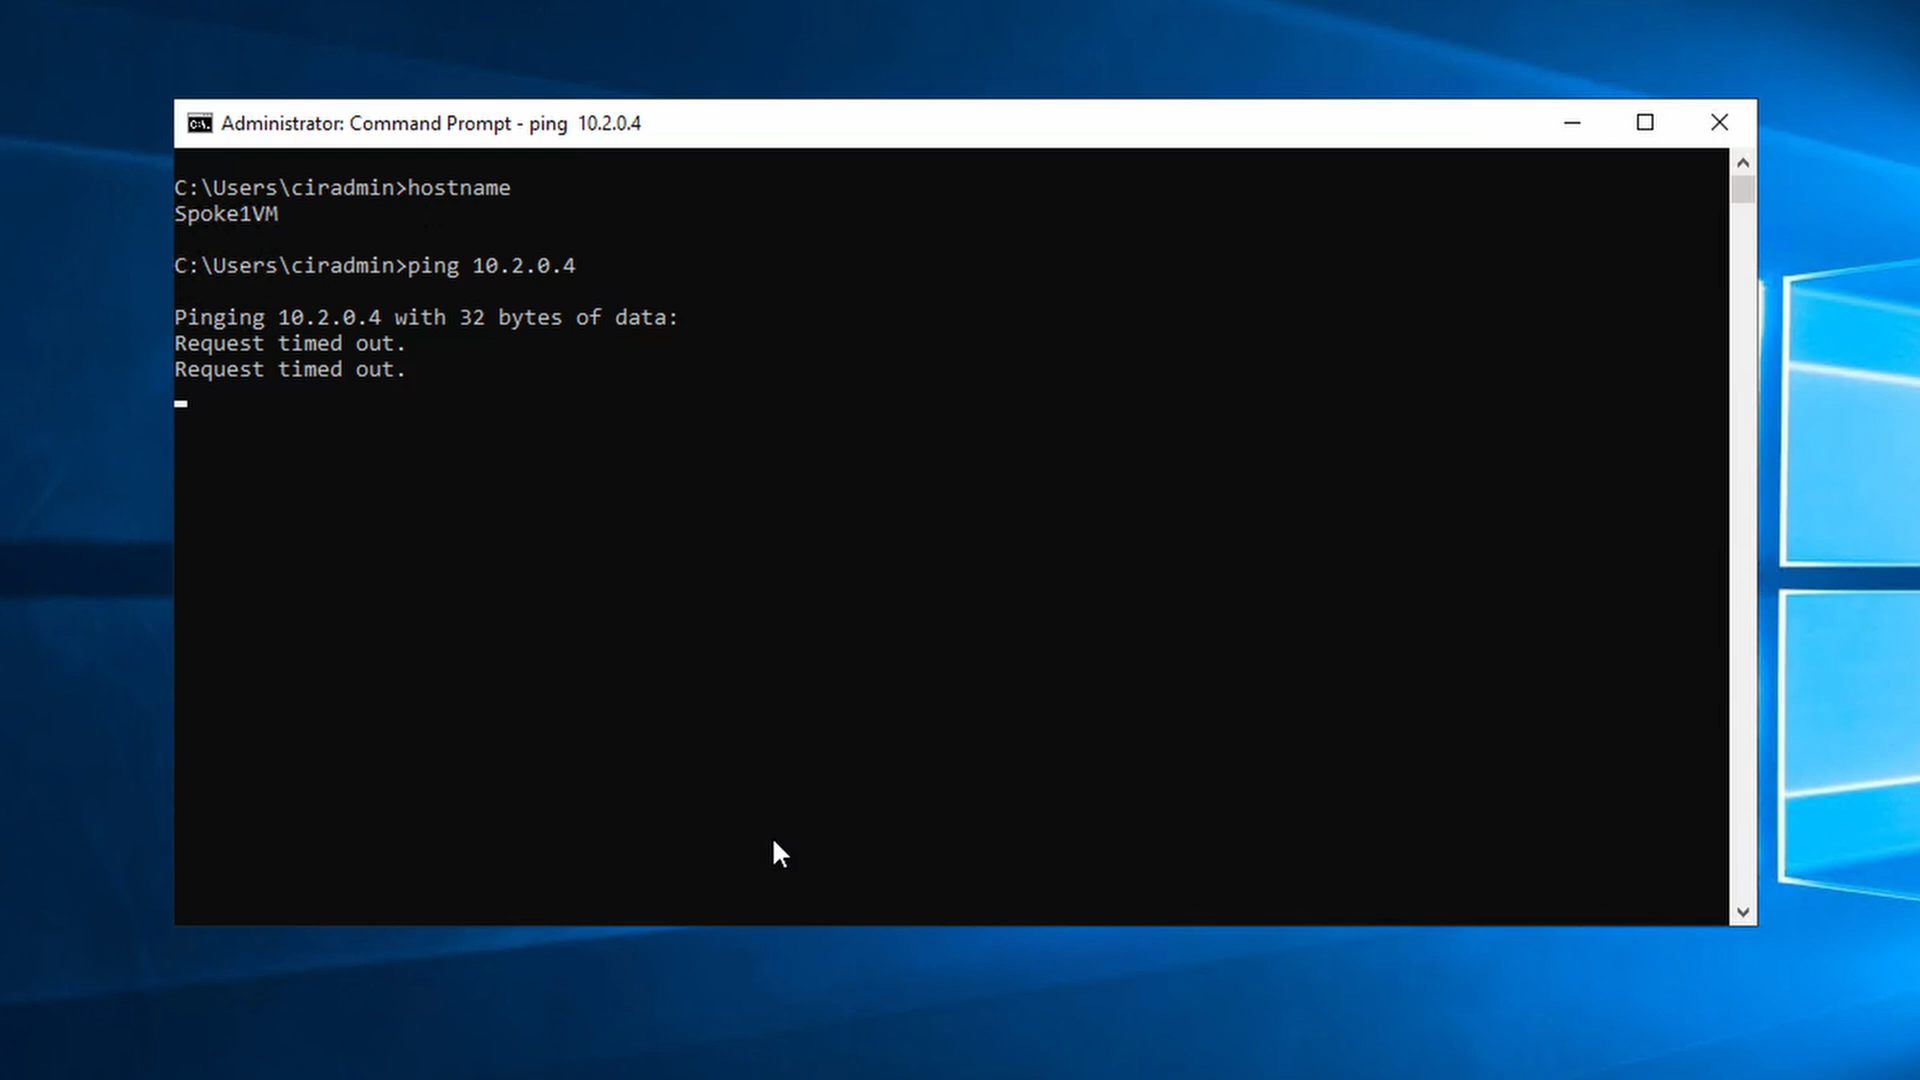 Administrator: Command Prompt - ping  10.2.0.4
C:\Users\ciradmin>hostname
Spoke1VM
C:\Users\ciradmin>ping 10.2.0.4
Pinging 10.2.0.4 with 32 bytes of data:
Request timed out.
Request timed out.